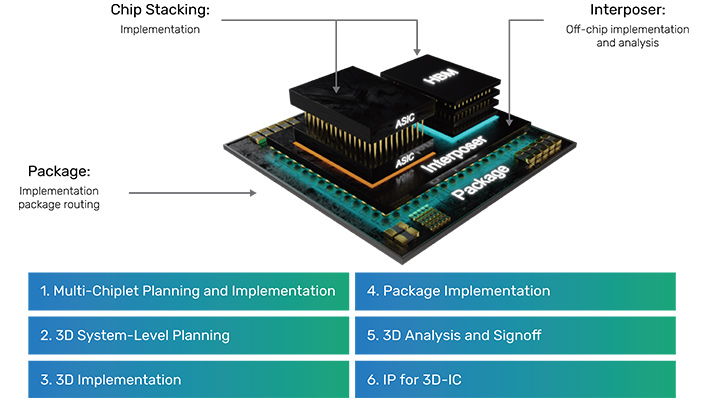 Chip Stacking:
Implementation
Interposer:
Off-chip implementation
and analysis
HBM
ASIC
ASIC
Interposer
Package
Package:
Implementation
package routing
1. Multi-Chiplet Planning and Implementation
4. Package Implementation
2. 3D System-Level Planning
5. 3D Analysis and Signoff
3. 3D Implementation
6. IP for 3D-IC